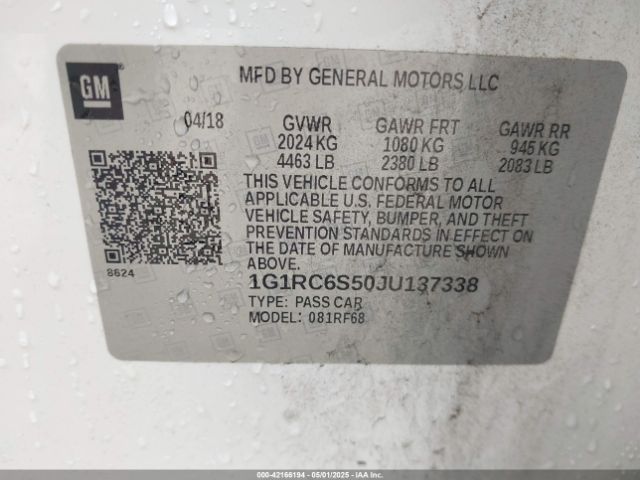 GM ®
MFD BY GENERAL MOTORS LLC
04/18 GVWR GAWR FRT GAWR RR
2024 KG 1080 KG 945 KG
4463 LB 2380 LB 2083 LB
THIS VEHICLE CONFORMS TO ALL
APPLICABLE U.S. FEDERAL MOTOR
VEHICLE SAFETY, BUMPER, AND THEFT
PREVENTION STANDARDS IN EFFECT ON
THE DATE OF MANUFACTURE SHOWN
ABOVE.
8624
1G1RC6S50JU137338
TYPE: PASS CAR
MODEL: 081RF68
000-42166194 - 05/01/2025 - IAAI.COM